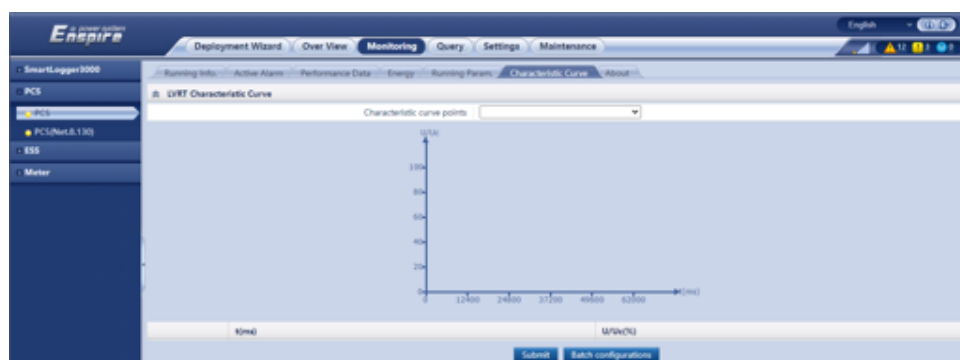 English
Enspire
Deployment Wizard Over View Monitoring Query Settings Maintenance
SmartLogger3000
Running Info. Active Alarm Performance Data Energy Running Param. Characteristic Curve About
PCS
LVRT Characteristic Curve
PCS
Characteristic curve points
PCS(Net.8.130)
ESS
Meter
100
80
60
40
20
0
0 12400 24800 37200 49600 62000
t(ms)
t(ms) U/Un(%)
Submit Batch configurations